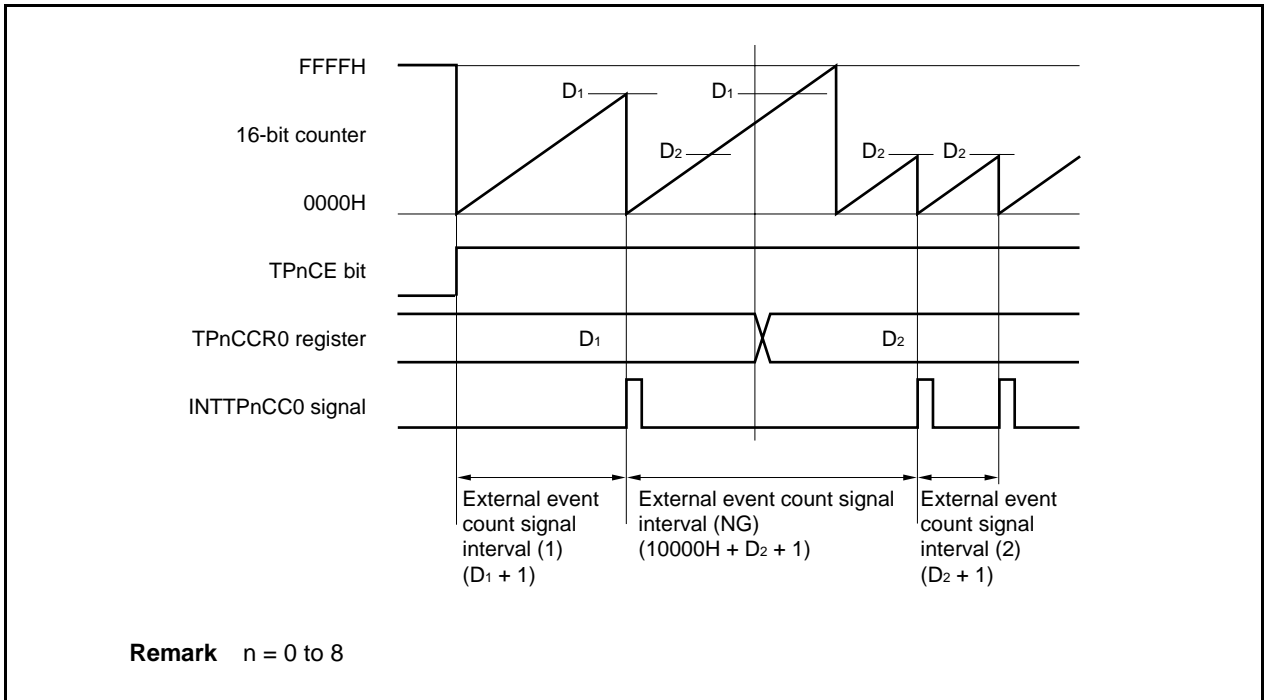 FFFFH
D1
D1
16-bit counter
D2
D2
D2
0000H
TPnCE bit
TPnCCR0 register
D1
D2
INTTPnCC0 signal
External event
count signal
interval (1)
(D1 + 1)
External event count signal
interval (NG)
(10000H + D2 + 1)
External event
count signal
interval (2)
(D2 + 1)
Remark n = 0 to 8